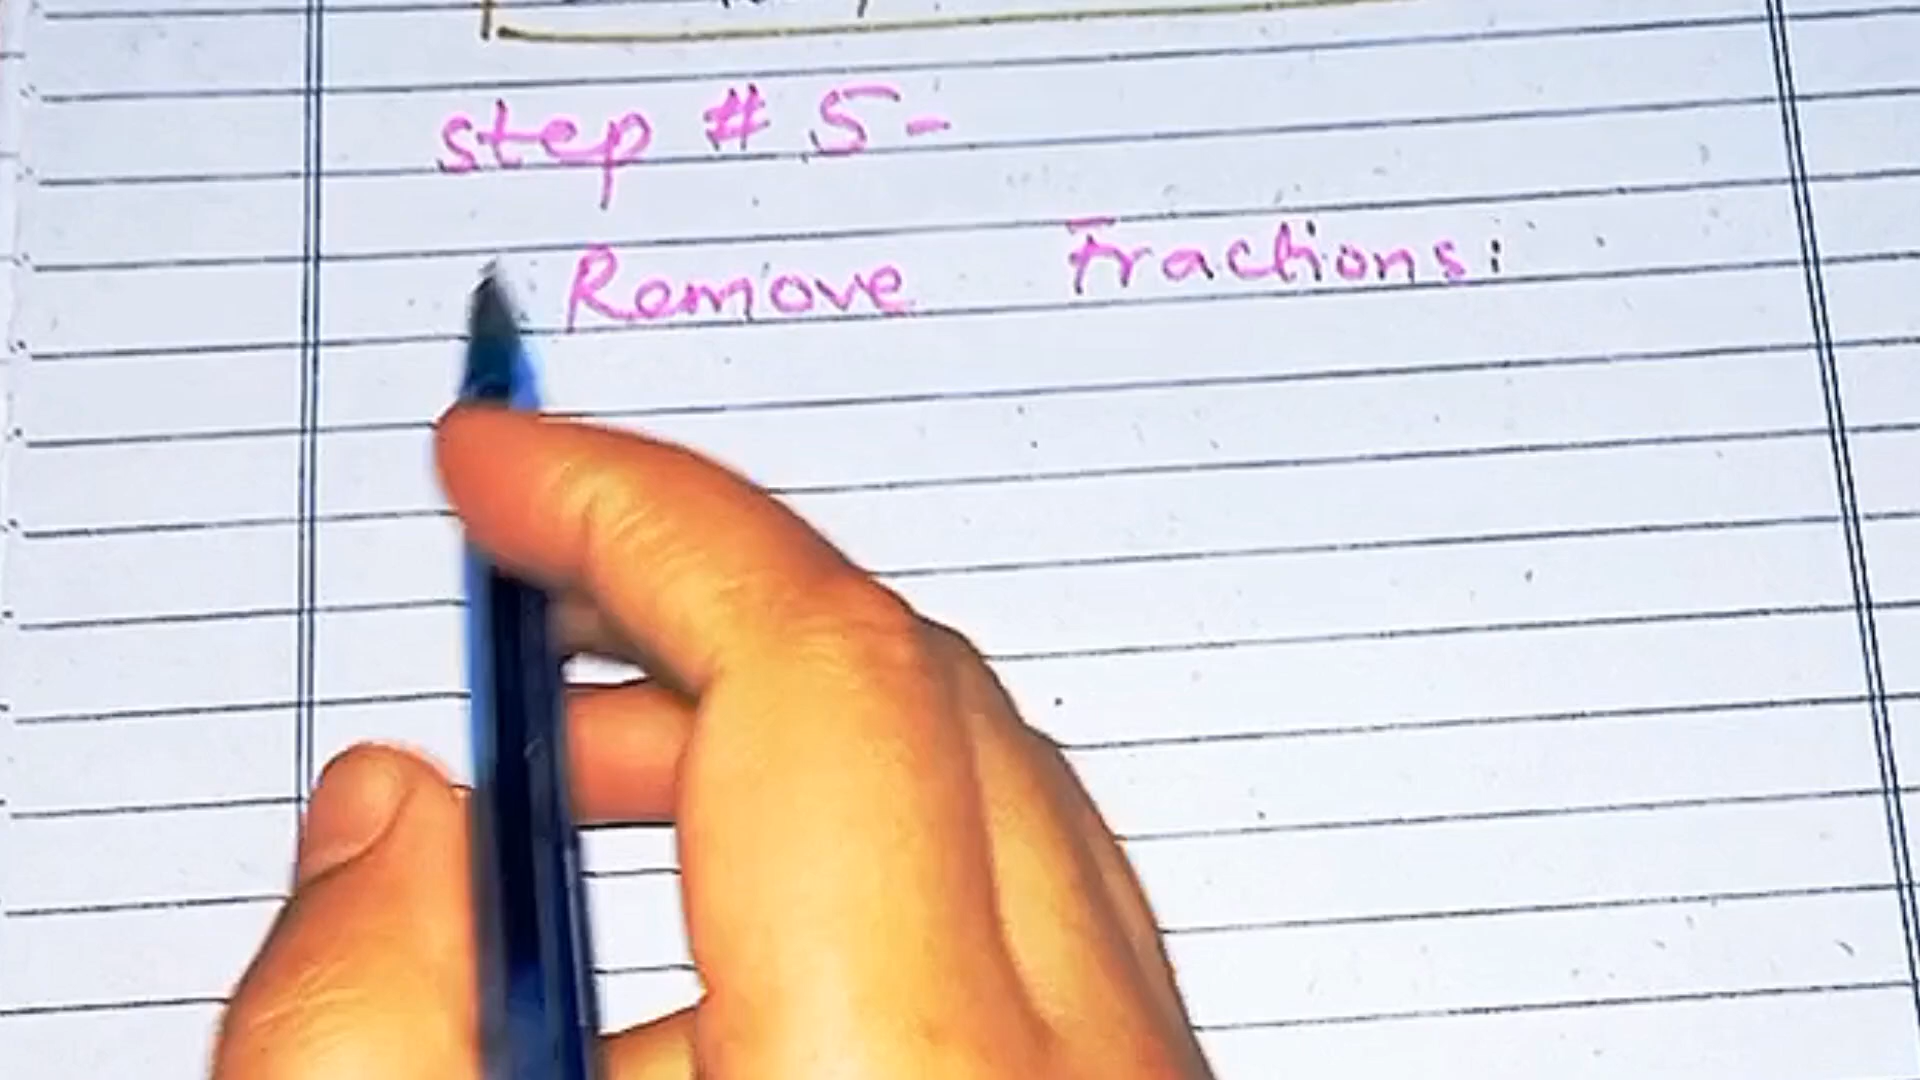 step # 5-
Remove Fractions: